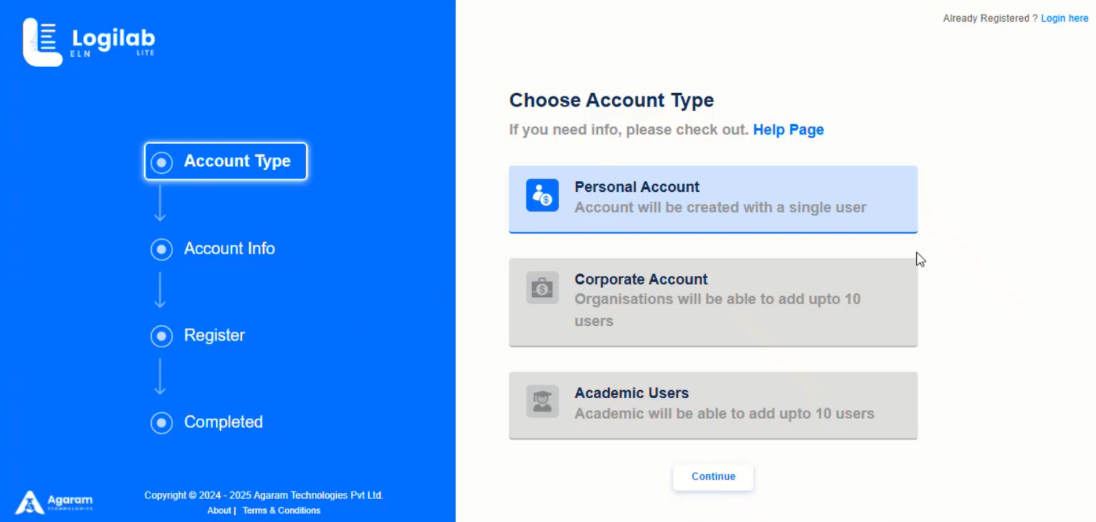 Logilab
ELN LITE
Already Registered ? Login here
Account Type
Account Info
Register
Completed
Choose Account Type
If you need info, please check out. Help Page
Personal Account
Account will be created with a single user
Corporate Account
Organisations will be able to add upto 10
users
Academic Users
Academic will be able to add upto 10 users
Continue
Agaram
TECHNOLOGIES
Copyright © 2024 - 2025 Agaram Technologies Pvt Ltd.
About | Terms & Conditions